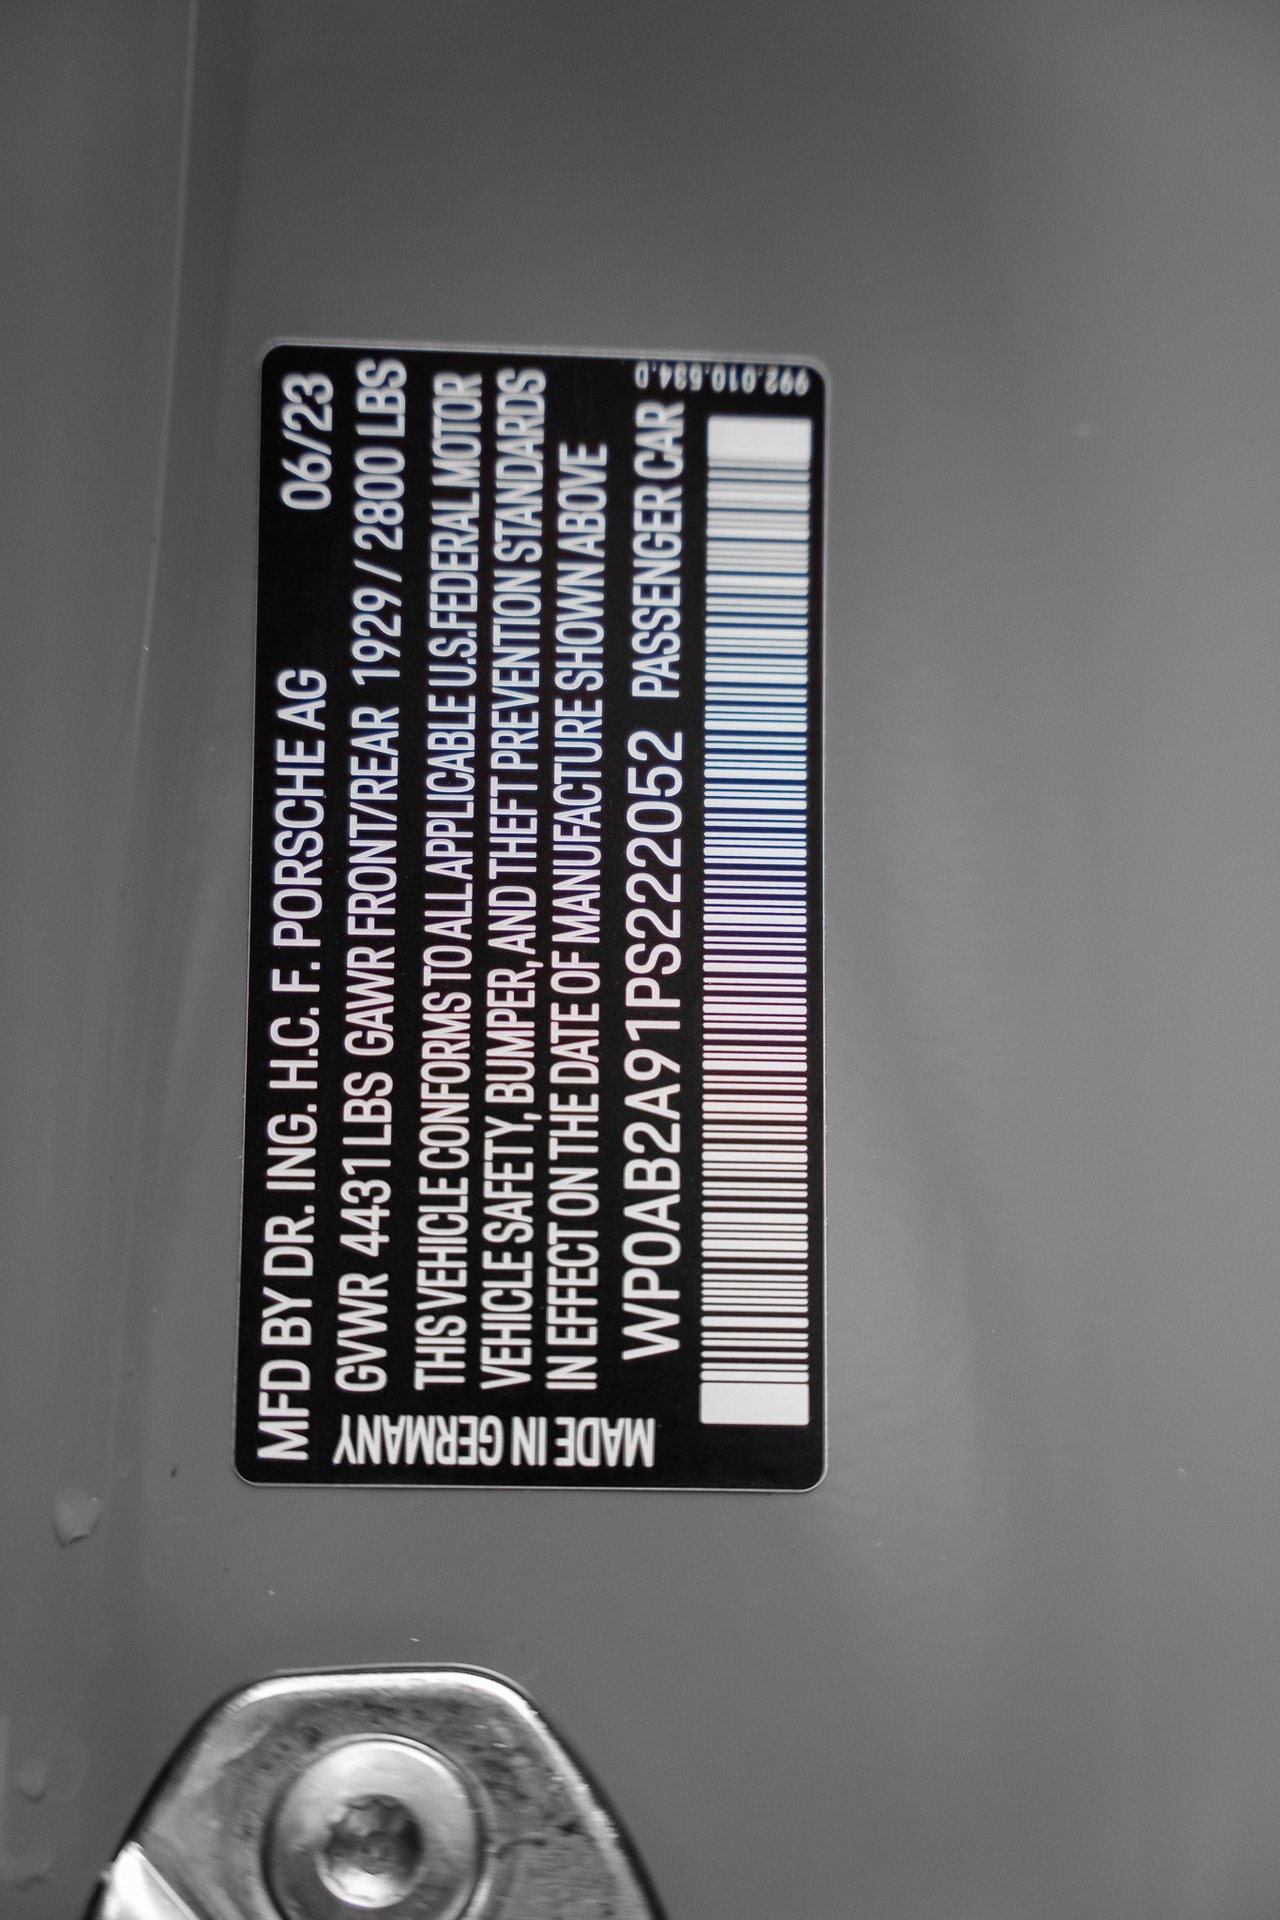 MFD BY DR. ING. H.C. F. PORSCHE AG 06/23
GVWR 4431 LBS GAWR FRONT/REAR 1929 / 2800 LBS
THIS VEHICLE CONFORMS TO ALL APPLICABLE U.S.FEDERAL MOTOR
VEHICLE SAFETY, BUMPER, AND THEFT PREVENTION STANDARDS
IN EFFECT ON THE DATE OF MANUFACTURE SHOWN ABOVE
WP0AB2A91PS222052 PASSENGER CAR
MADE IN GERMANY
992.010.534.D